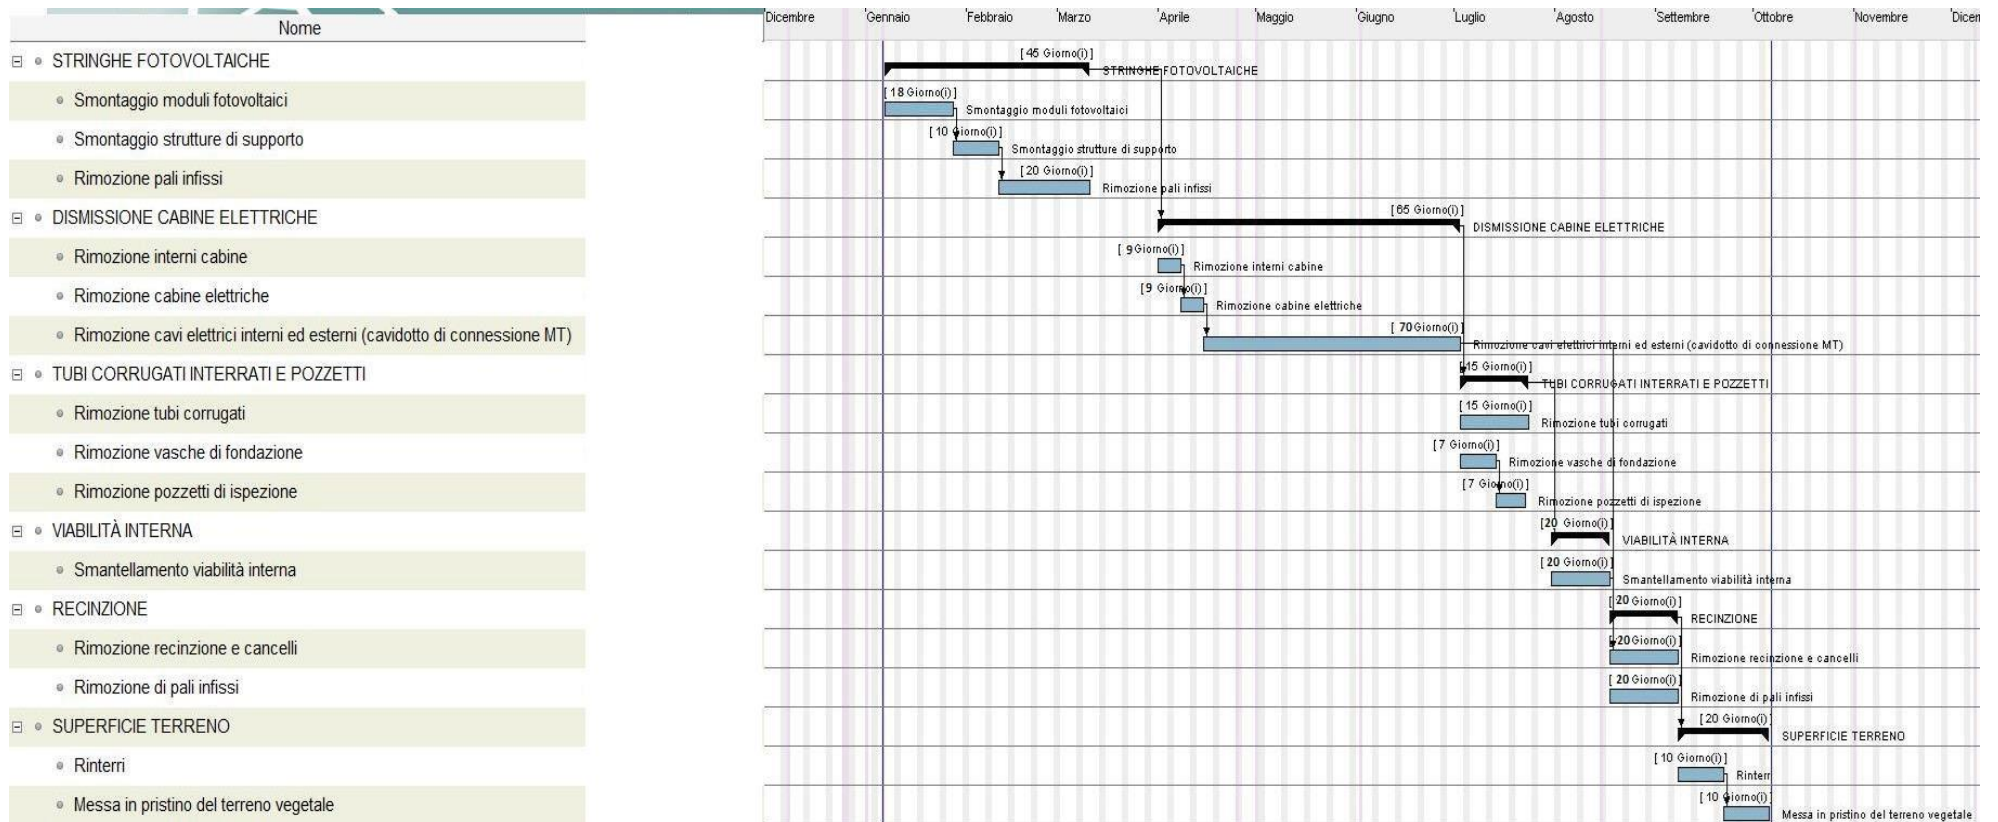 Nome
Dicembre Gennaio Febbraio Marzo Aprile Maggio Giugno Luglio Agosto Settembre Ottobre Novembre
STRINGHE FOTOVOLTAICHE
[45 Giorno(i)]
STRINGHE FOTOVOLTAICHE
Smontaggio moduli fotovoltaici
[18 Giorno(i)]
Smontaggio moduli fotovoltaici
Smontaggio strutture di supporto
[10 Giorno(i)]
Smontaggio strutture di supporto
Rimozione pali infissi
[20 Giorno(i)]
Rimozione pali infissi
DISMISSIONE CABINE ELETTRICHE
[65 Giorno(i)]
DISMISSIONE CABINE ELETTRICHE
Rimozione interni cabine
[9 Giorno(i)]
Rimozione interni cabine
Rimozione cabine elettriche
[9 Giorno(i)]
Rimozione cabine elettriche
Rimozione cavi elettrici interni ed esterni (cavidotto di connessione MT)
[70 Giorno(i)]
Rimozione cavi elettrici interni ed esterni (cavidotto di connessione MT)
TUBI CORRUGATI INTERRATI E POZZETTI
[15 Giorno(i)]
TUBI CORRUGATI INTERRATI E POZZETTI
Rimozione tubi corrugati
[15 Giorno(i)]
Rimozione tubi corrugati
Rimozione vasche di fondazione
[7 Giorno(i)]
Rimozione vasche di fondazione
Rimozione pozzetti di ispezione
[7 Giorno(i)]
Rimozione pozzetti di ispezione
VIABILITÀ INTERNA
[20 Giorno(i)]
VIABILITÀ INTERNA
Smantellamento viabilità interna
[20 Giorno(i)]
Smantellamento viabilità interna
RECINZIONE
[20 Giorno(i)]
RECINZIONE
Rimozione recinzione e cancelli
[20 Giorno(i)]
Rimozione recinzione e cancelli
Rimozione di pali infissi
[20 Giorno(i)]
Rimozione di pali infissi
SUPERFICIE TERRENO
[20 Giorno(i)]
SUPERFICIE TERRENO
Rinterri
[10 Giorno(i)]
Rinterri
Messa in pristino del terreno vegetale
[10 Giorno(i)]
Messa in pristino del terreno vegetale